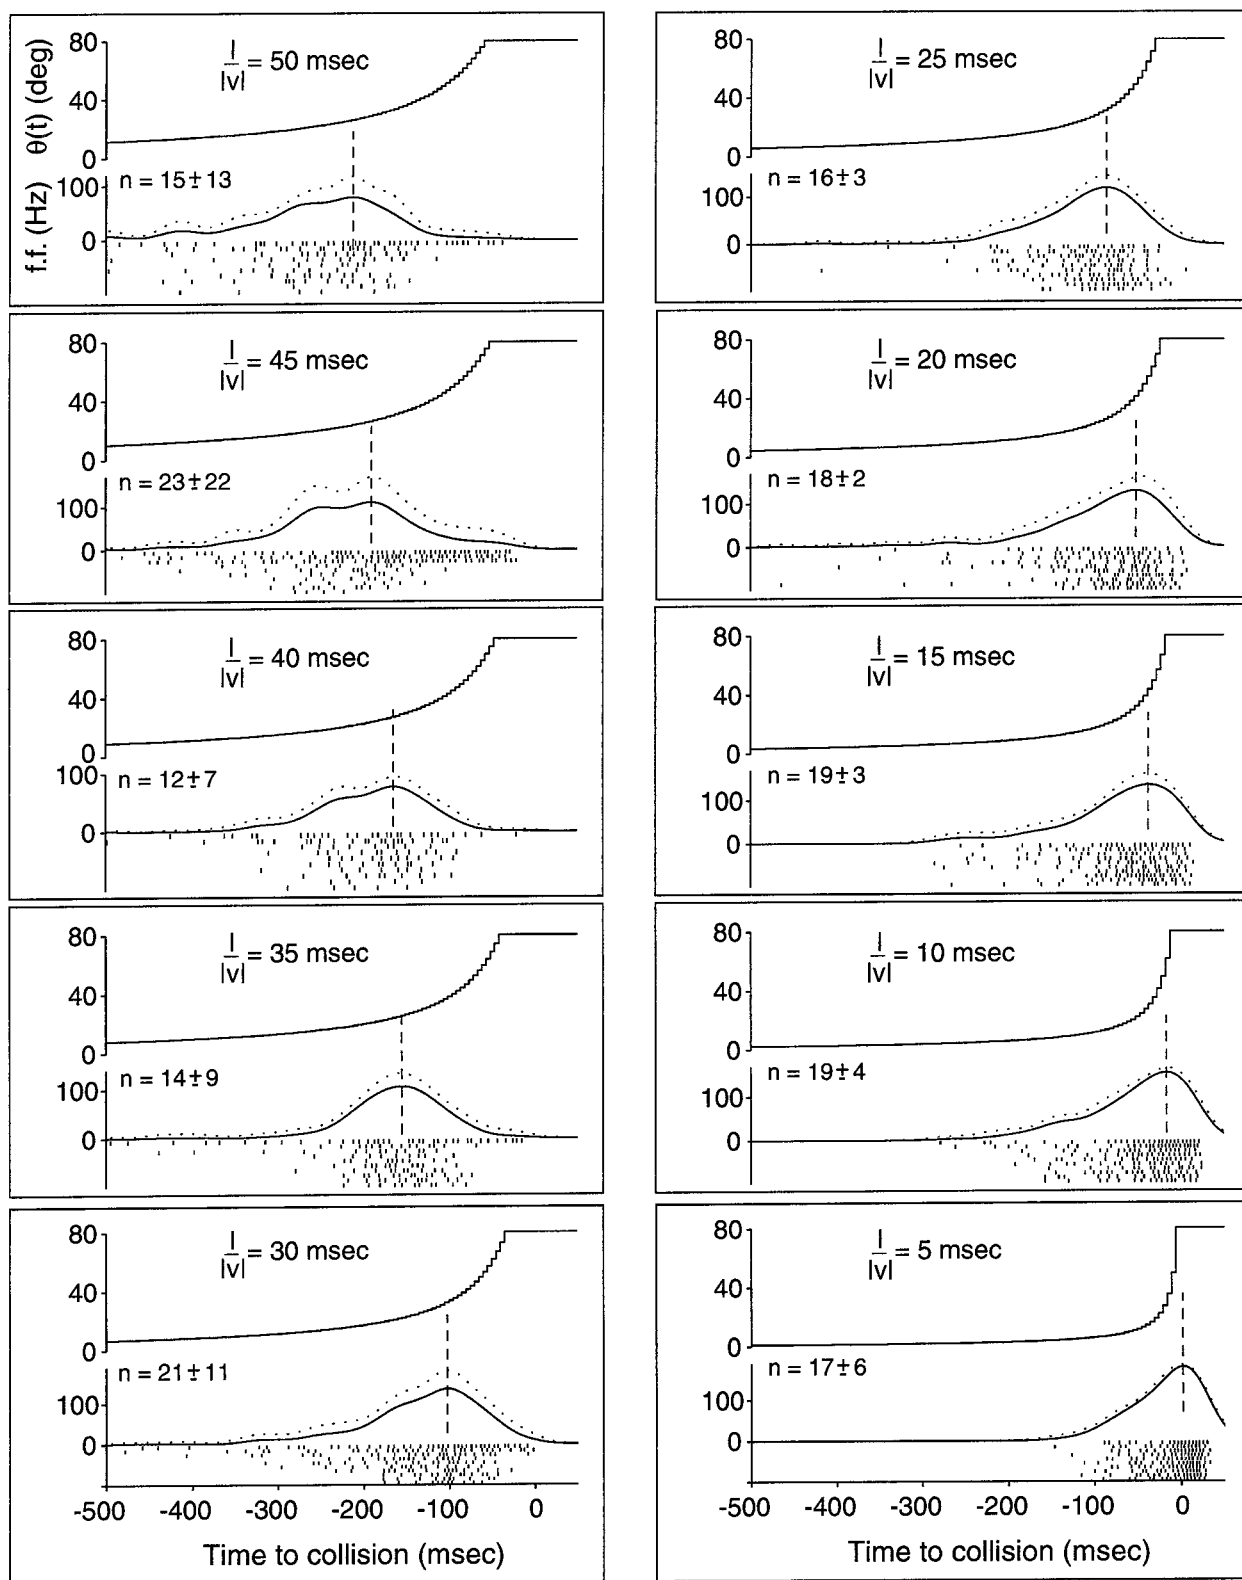 80
40
0
θ(t) (deg)
l
|v| = 50 msec
100
0
f.f. (Hz)
n = 15±13
80
40
0
l
|v| = 45 msec
100
0
n = 23±22
80
40
0
l
|v| = 40 msec
100
0
n = 12±7
80
40
0
l
|v| = 35 msec
100
0
n = 14±9
80
40
0
l
|v| = 30 msec
100
0
n = 21±11
-500 -400 -300 -200 -100 0
Time to collision (msec)
80
40
0
l
|v| = 25 msec
100
0
n = 16±3
80
40
0
l
|v| = 20 msec
100
0
n = 18±2
80
40
0
l
|v| = 15 msec
100
0
n = 19±3
80
40
0
l
|v| = 10 msec
100
0
n = 19±4
80
40
0
l
|v| = 5 msec
100
0
n = 17±6
-500 -400 -300 -200 -100 0
Time to collision (msec)